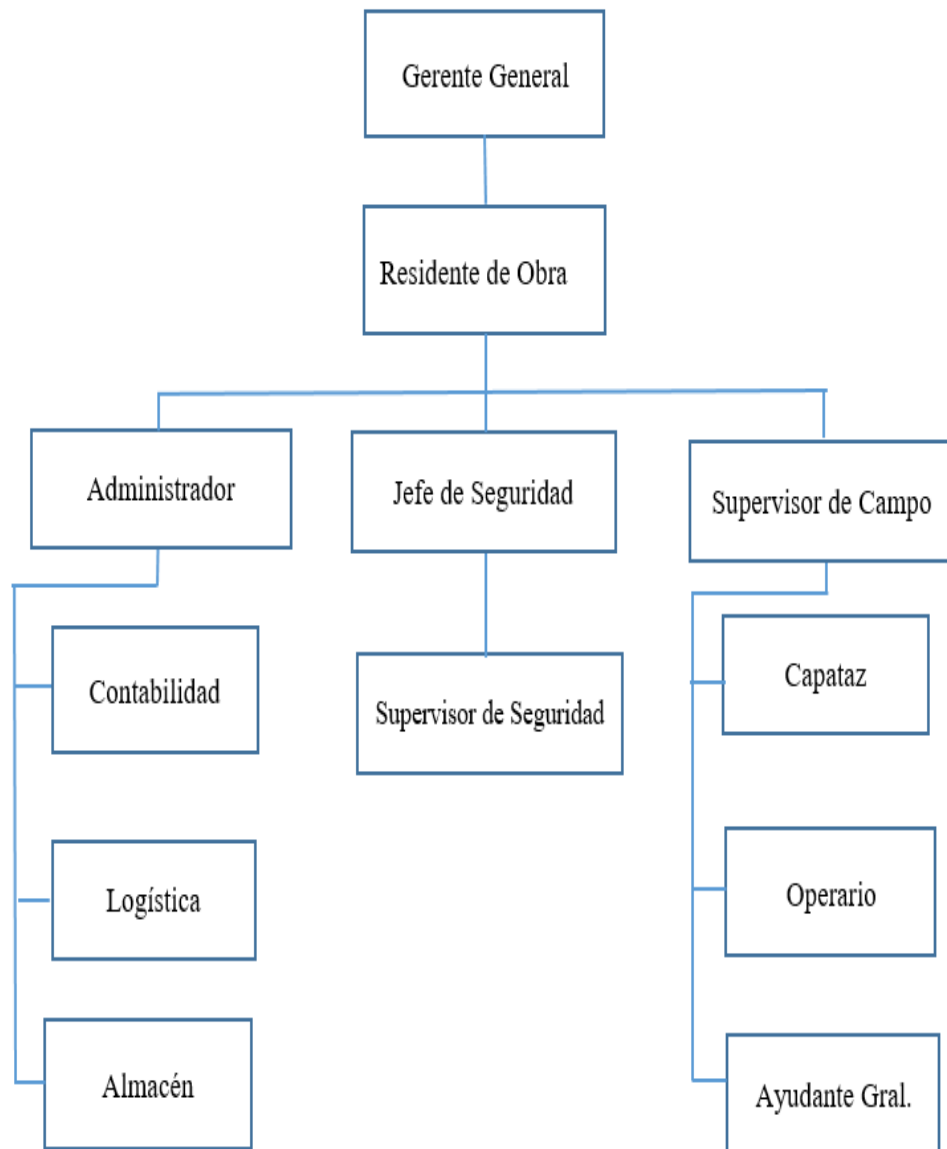 Gerente General
Residente de Obra
Administrador
Jefe de Seguridad
Supervisor de Campo
Contabilidad
Supervisor de Seguridad
Capataz
Logística
Operario
Almacén
Ayudante Gral.